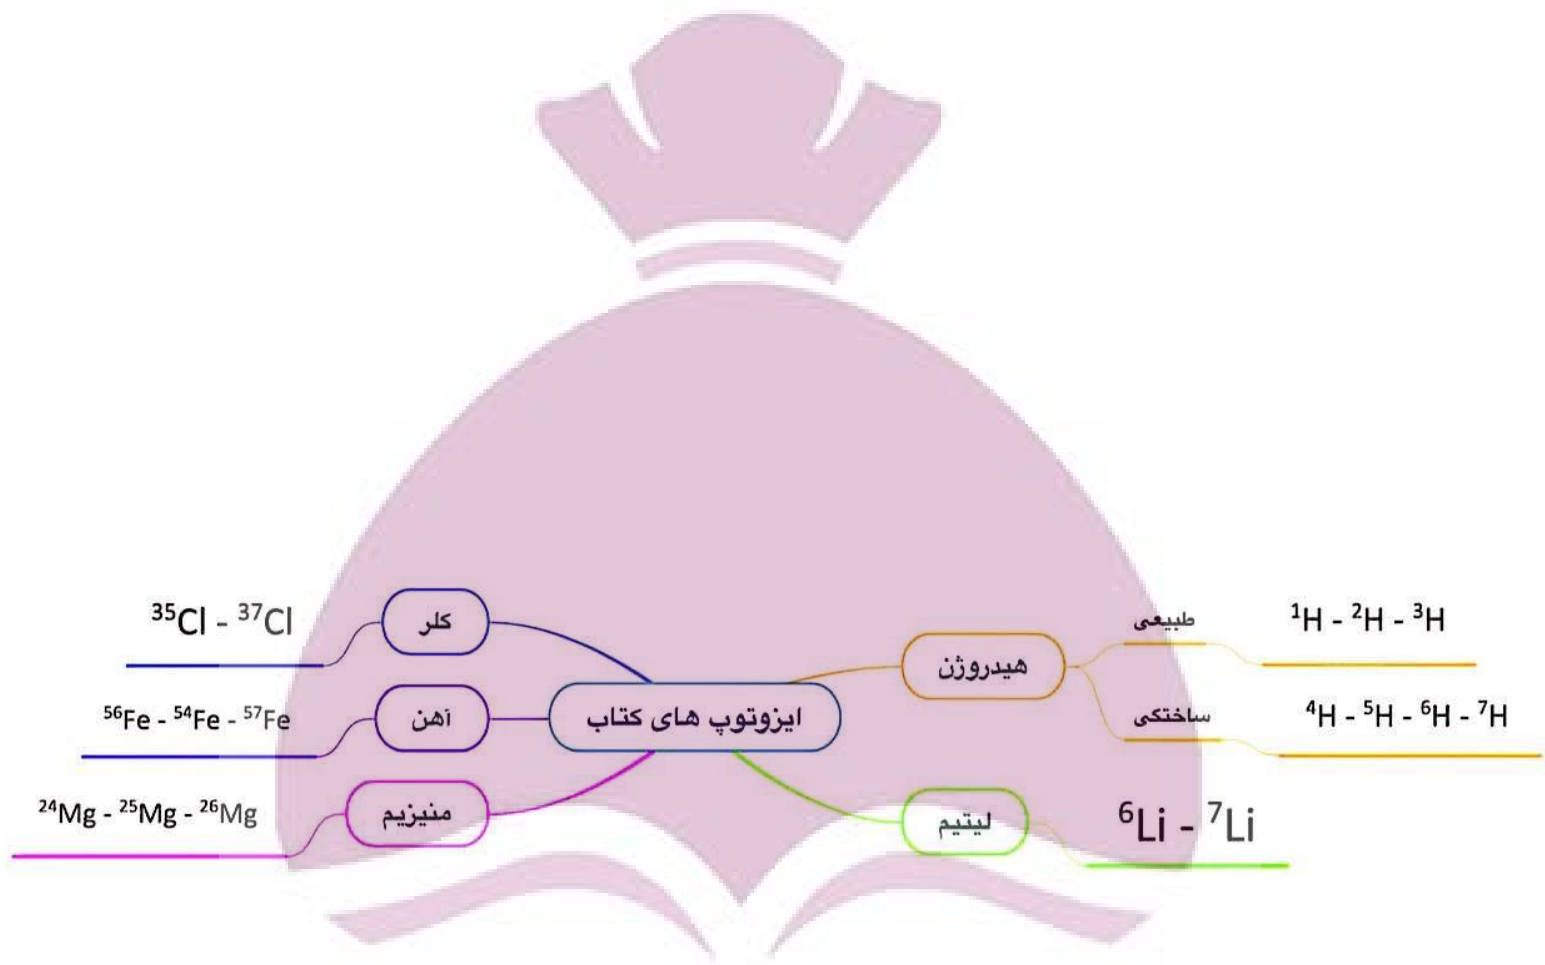 ایزوتوپ های کتاب
هیدروژن
طبیعی
¹H - ²H - ³H
ساختگی
⁴H - ⁵H - ⁶H - ⁷H
لیتیم
⁶Li - ⁷Li
کلر
³⁵Cl - ³⁷Cl
آهن
⁵⁶Fe - ⁵⁴Fe - ⁵⁷Fe
منیزیم
²⁴Mg - ²⁵Mg - ²⁶Mg